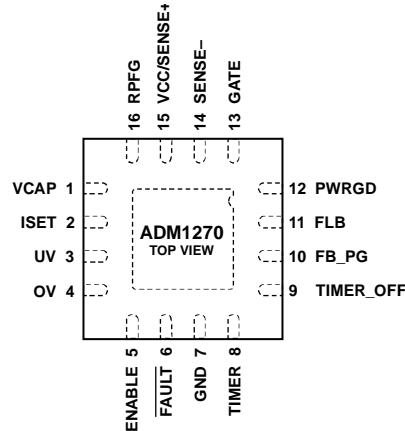 16 RPFG
15 VCC/SENSE+
14 SENSE–
13 GATE
VCAP 1
ISET 2
UV 3
OV 4
ADM1270
TOP VIEW
12 PWRGD
11 FLB
10 FB_PG
9 TIMER_OFF
ENABLE 5
FAULT 6
GND 7
TIMER 8